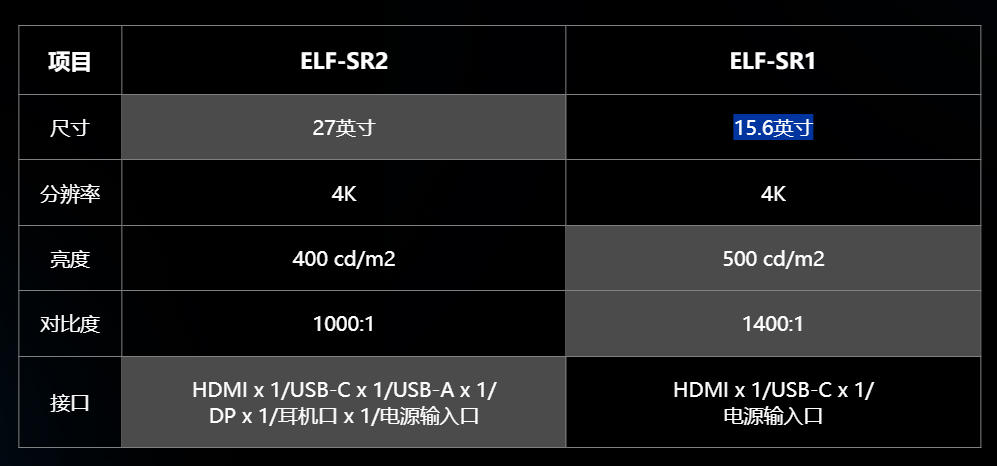 项目 ELF-SR2 ELF-SR1
尺寸 27英寸 15.6英寸
分辨率 4K 4K
亮度 400 cd/m2 500 cd/m2
对比度 1000:1 1400:1
接口
HDMI x 1/USB-C x 1/USB-A x 1/
DP x 1/耳机口 x 1/电源输入口
HDMI x 1/USB-C x 1/
电源输入口